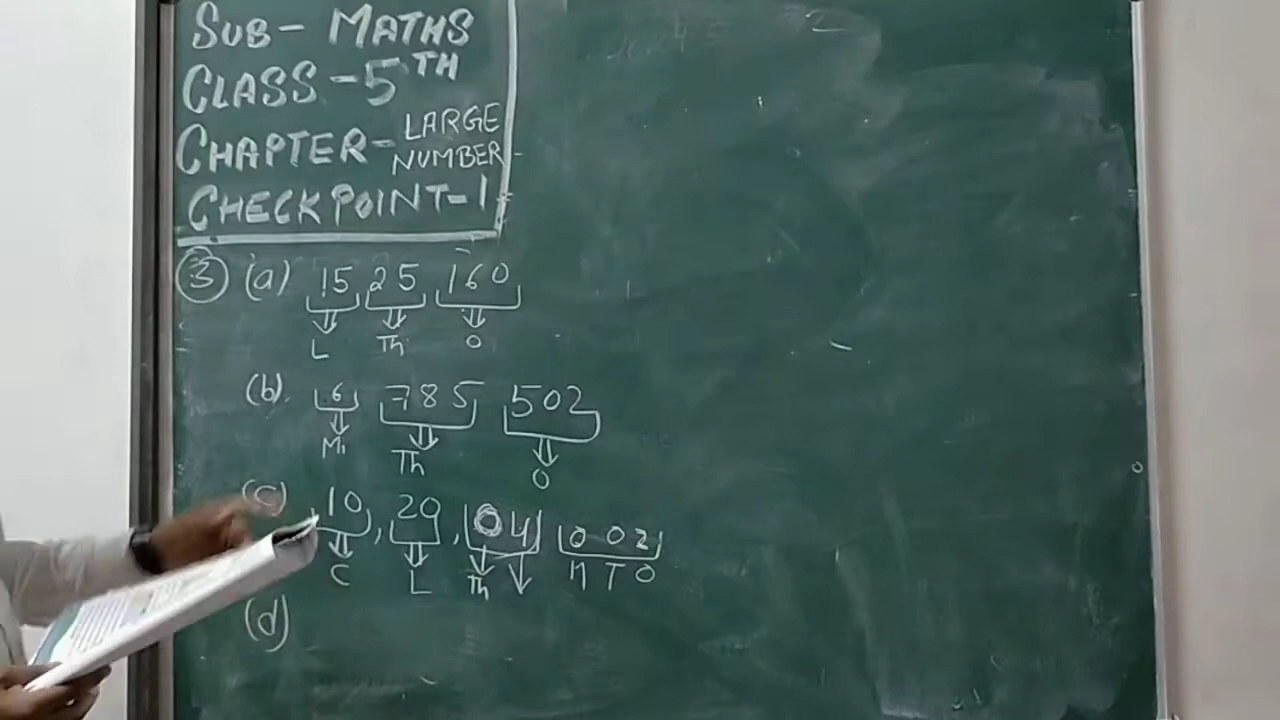 SUB- MATHS
CLASS -5TH
CHAPTER- LARGE NUMBER
CHECKPOINT-1
③ (a) 15 25 160
L Th O
(b) 6 785 502
Mi Th O
(c) 10, 20, 04 002
C L Th H T O
(d)